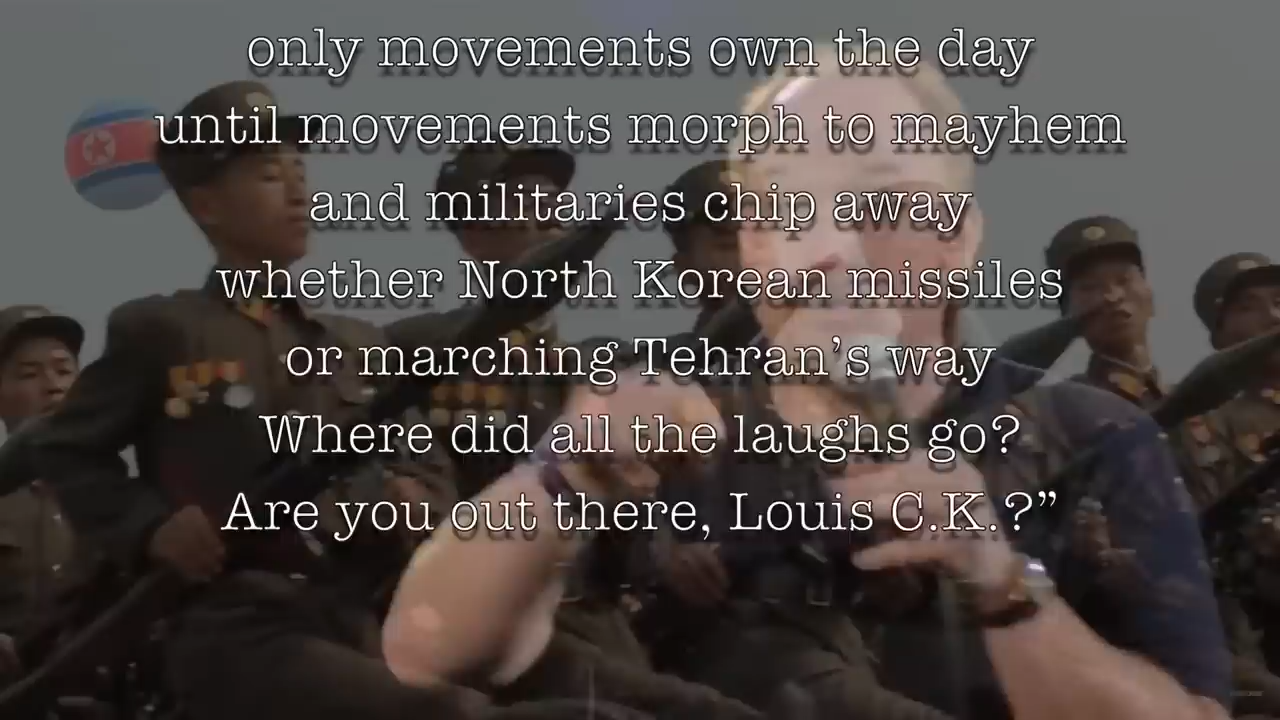 only movements own the day
until movements morph to mayhem
and militaries chip away
whether North Korean missiles
or marching Tehran’s way
Where did all the laughs go?
Are you out there, Louis C.K.?”